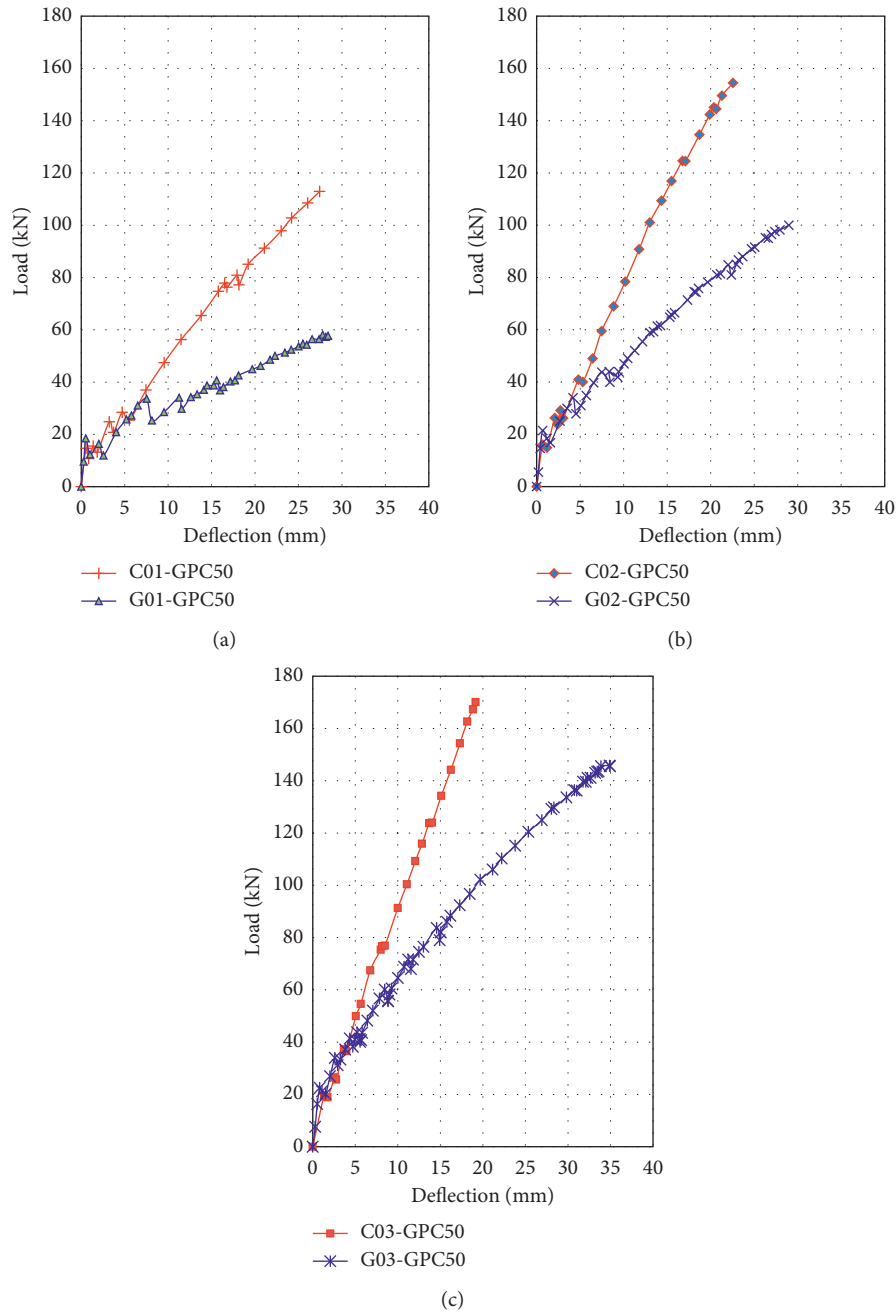 180
160
140
120
100
80
60
40
20
0
Load (kN)
0 5 10 15 20 25 30 35 40
Deflection (mm)
C01-GPC50
G01-GPC50
(a)
180
160
140
120
100
80
60
40
20
0
Load (kN)
0 5 10 15 20 25 30 35 40
Deflection (mm)
C02-GPC50
G02-GPC50
(b)
180
160
140
120
100
80
60
40
20
0
Load (kN)
0 5 10 15 20 25 30 35 40
Deflection (mm)
C03-GPC50
G03-GPC50
(c)